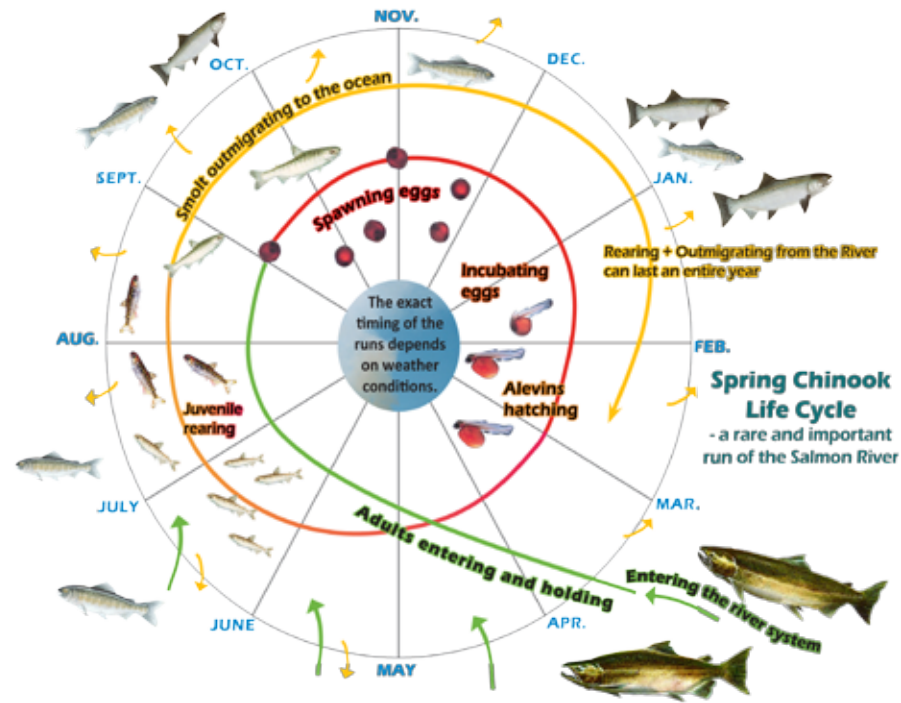 NOV.
DEC.
JAN.
FEB.
MAR.
APR.
MAY
JUNE
JULY
AUG.
SEPT.
OCT.
Smolt outmigrating to the ocean
Spawning eggs
Incubating
eggs
Alevins
hatching
Juvenile
rearing
Adults entering and holding
Entering the river system
Rearing + Outmigrating from the River
can last an entire year
The exact
timing of the
runs depends
on weather
conditions.
Spring Chinook
Life Cycle
- a rare and important
run of the Salmon River